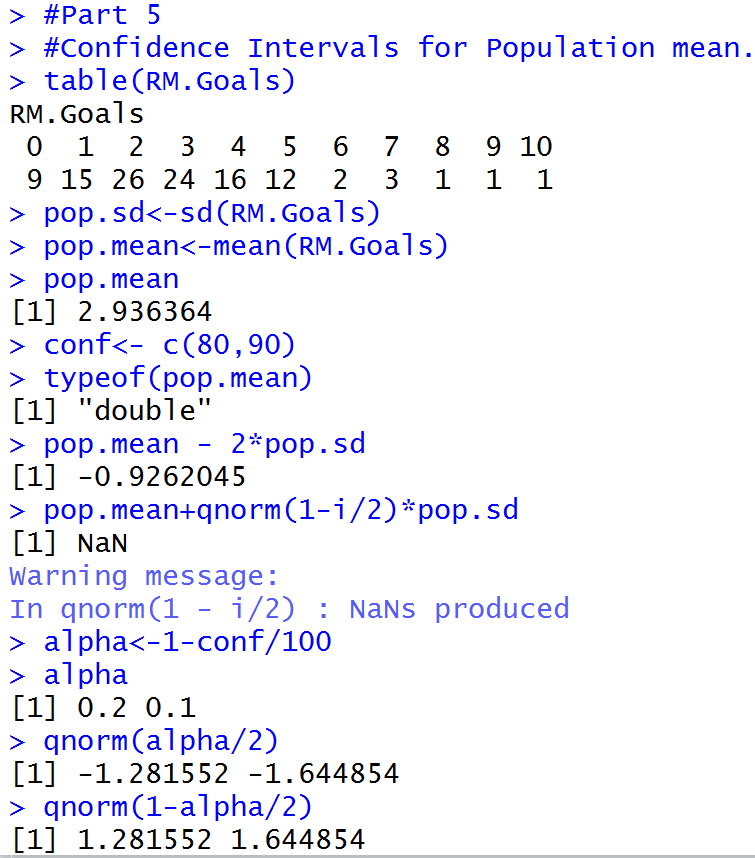 > #Part 5
> #Confidence Intervals for Population mean.
> table(RM.Goals)
RM.Goals
 0  1  2  3  4  5  6  7  8  9 10
 9 15 26 24 16 12  2  3  1  1  1
> pop.sd<-sd(RM.Goals)
> pop.mean<-mean(RM.Goals)
> pop.mean
[1] 2.936364
> conf<- c(80,90)
> typeof(pop.mean)
[1] "double"
> pop.mean - 2*pop.sd
[1] -0.9262045
> pop.mean+qnorm(1-i/2)*pop.sd
[1] NaN
Warning message:
In qnorm(1 - i/2) : NaNs produced
> alpha<-1-conf/100
> alpha
[1] 0.2 0.1
> qnorm(alpha/2)
[1] -1.281552 -1.644854
> qnorm(1-alpha/2)
[1] 1.281552 1.644854